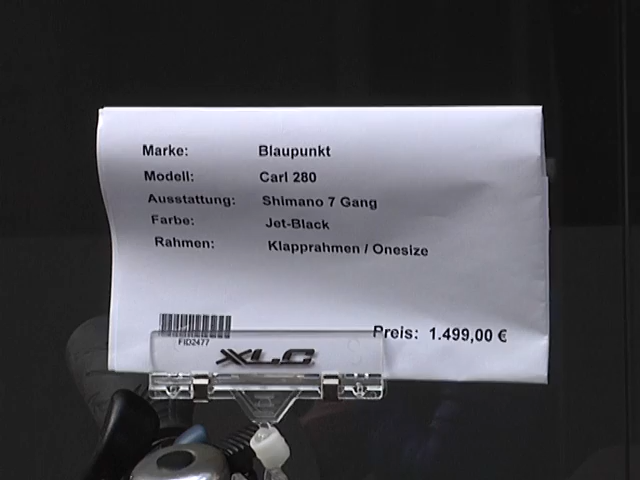 Marke: Blaupunkt
Modell: Carl 280
Ausstattung: Shimano 7 Gang
Farbe: Jet-Black
Rahmen: Klapprahmen / Onesize
Preis: 1.499,00 €
FID2477
XLC